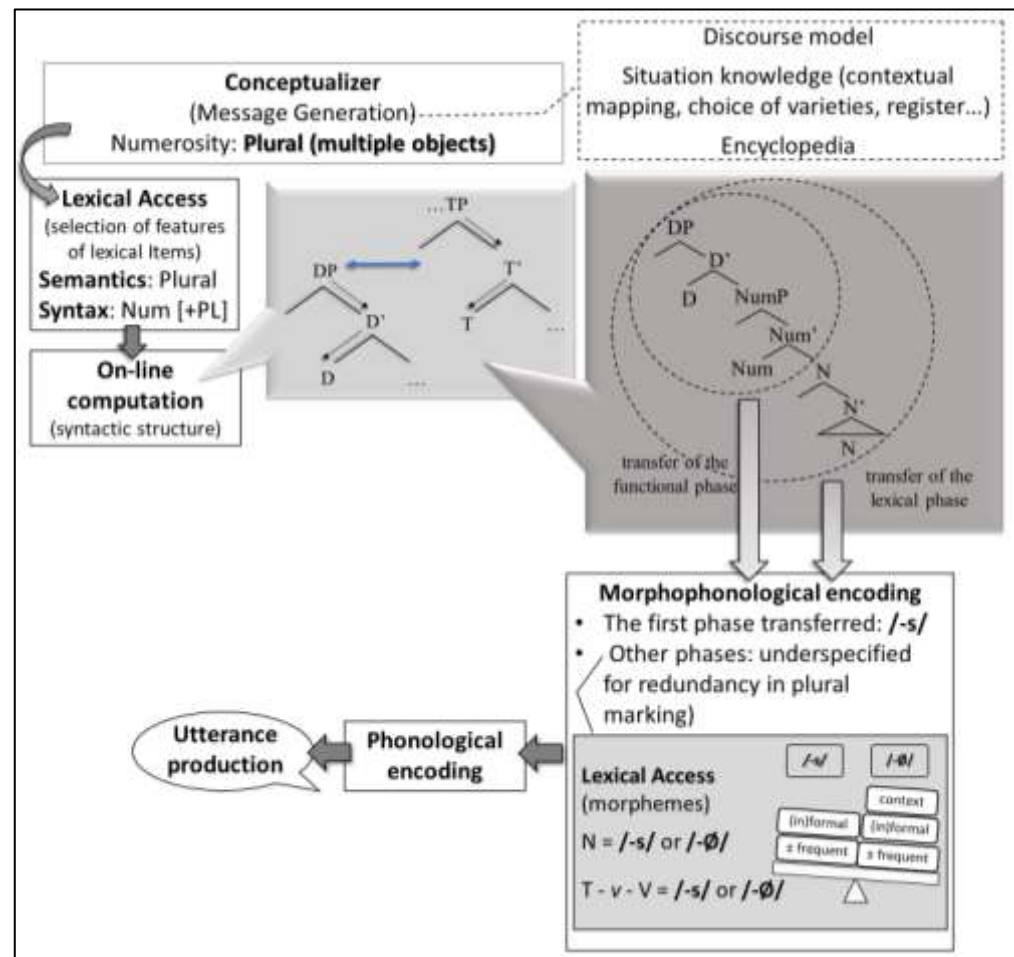 Discourse model
Situation knowledge (contextual
mapping, choice of varieties, register...)
Encyclopedia
Conceptualizer
(Message Generation)
Numerosity: Plural (multiple objects)
Lexical Access
(selection of features
of lexical Items)
Semantics: Plural
Syntax: Num [+PL]
On-line
computation
(syntactic structure)
...TP
DP
T'
D'
T
...
D
...
DP
D'
D
NumP
Num'
Num
N
N'
N
transfer of the
functional phase
transfer of the
lexical phase
Morphophonological encoding
• The first phase transferred: /-s/
• Other phases: underspecified
for redundancy in plural
marking)
Lexical Access
(morphemes)
N = /-s/ or /-Ø/
T - v - V = /-s/ or /-Ø/
/-s/
/-Ø/
context
(in)formal
(in)formal
± frequent
± frequent
Phonological
encoding
Utterance
production